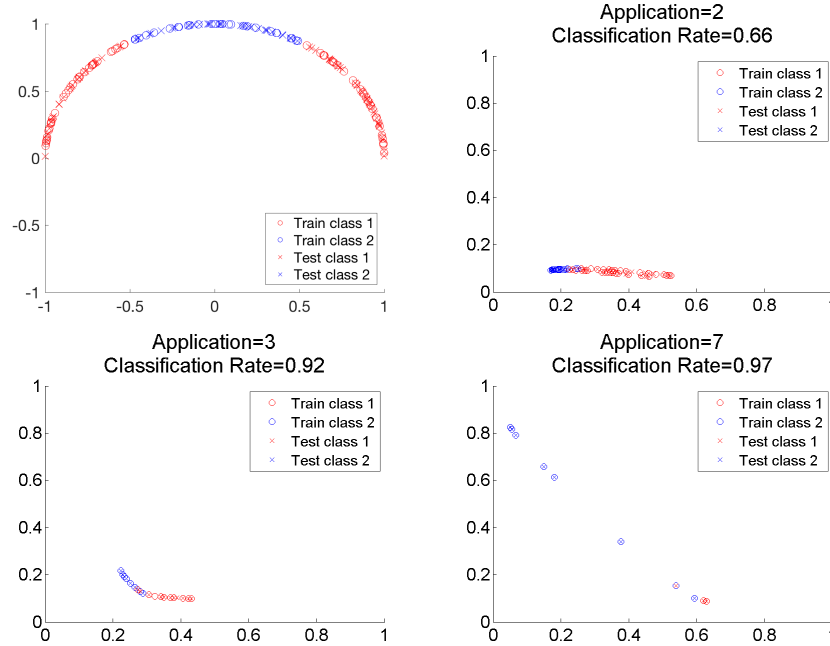 1
0.5
0
-0.5
-1
-1
-0.5
0
0.5
1
Train class 1
Train class 2
Test class 1
Test class 2
Application=2
Classification Rate=0.66
1
0.8
0.6
0.4
0.2
0
0
0.2
0.4
0.6
0.8
1
Train class 1
Train class 2
Test class 1
Test class 2
Application=3
Classification Rate=0.92
1
0.8
0.6
0.4
0.2
0
0
0.2
0.4
0.6
0.8
1
Train class 1
Train class 2
Test class 1
Test class 2
Application=7
Classification Rate=0.97
1
0.8
0.6
0.4
0.2
0
0
0.2
0.4
0.6
0.8
Train class 1
Train class 2
Test class 1
Test class 2